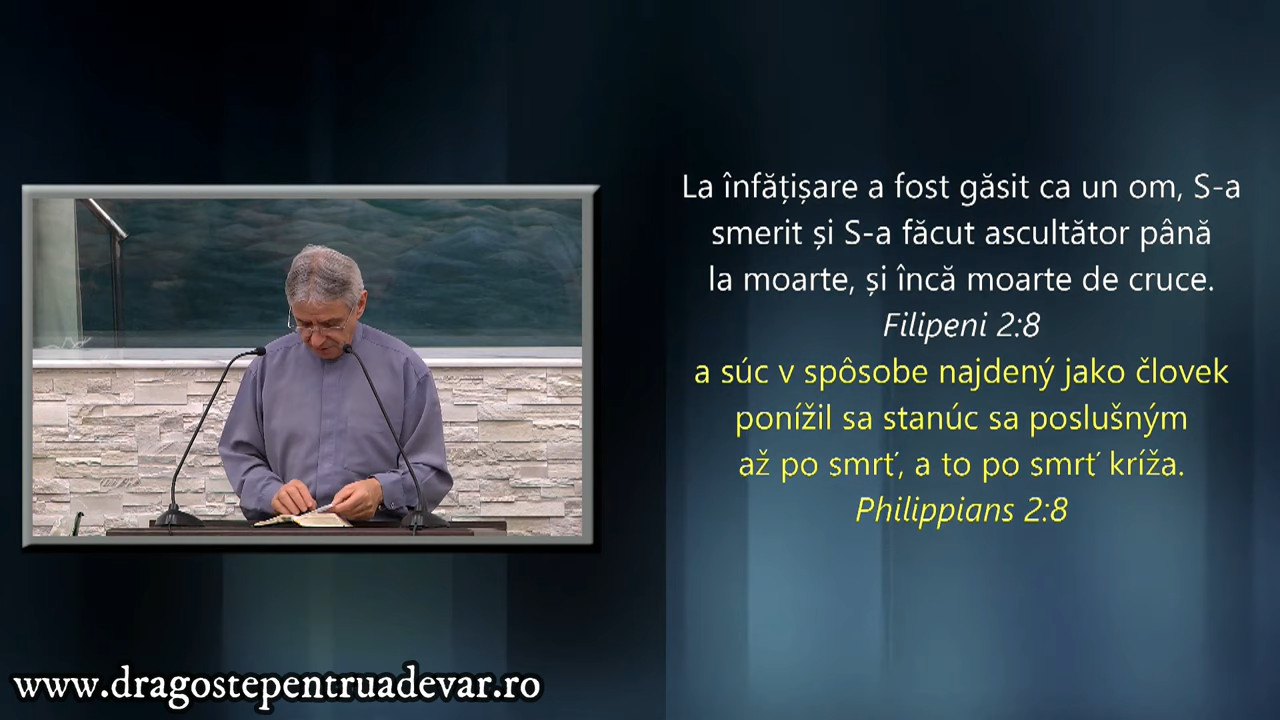 La înfățișare a fost găsit ca un om, S-a
smerit și S-a făcut ascultător până
la moarte, și încă moarte de cruce.
Filipeni 2:8
a súc v spôsobe najdený jako človek
ponížil sa stanúc sa poslušným
až po smrť, a to po smrť kríža.
Philippians 2:8
www.dragostepentruadevar.ro